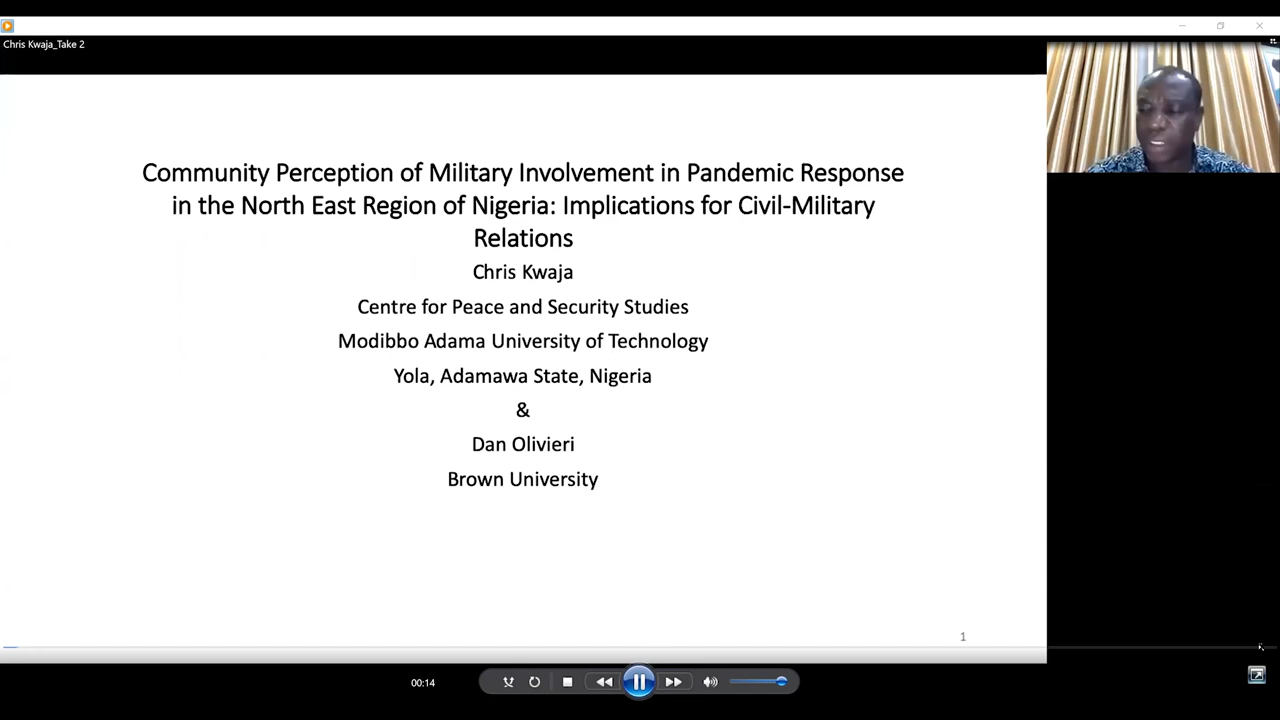 Chris Kwaja_Take 2
Community Perception of Military Involvement in Pandemic Response
in the North East Region of Nigeria: Implications for Civil-Military
Relations
Chris Kwaja
Centre for Peace and Security Studies
Modibbo Adama University of Technology
Yola, Adamawa State, Nigeria
&
Dan Olivieri
Brown University
1
00:14